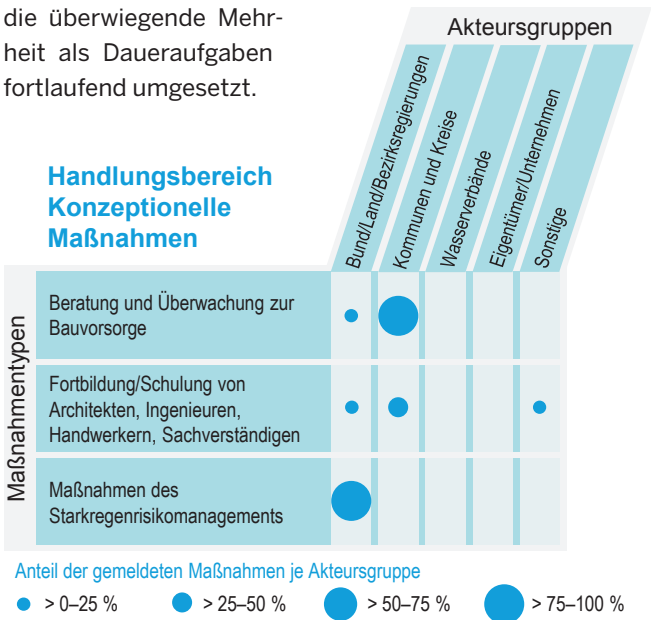 die überwiegende Mehr-
heit als Daueraufgaben
fortlaufend umgesetzt.
Akteursgruppen
Handlungsbereich
Konzeptionelle
Maßnahmen
Bund/Land/Bezirksregierungen
Kommunen und Kreise
Wasserverbände
Eigentümer/Unternehmen
Sonstige
Maßnahmentypen
Beratung und Überwachung zur
Bauvorsorge
Fortbildung/Schulung von
Architekten, Ingenieuren,
Handwerkern, Sachverständigen
Maßnahmen des
Starkregenrisikomanagements
Anteil der gemeldeten Maßnahmen je Akteursgruppe
> 0–25 % > 25–50 % > 50–75 % > 75–100 %